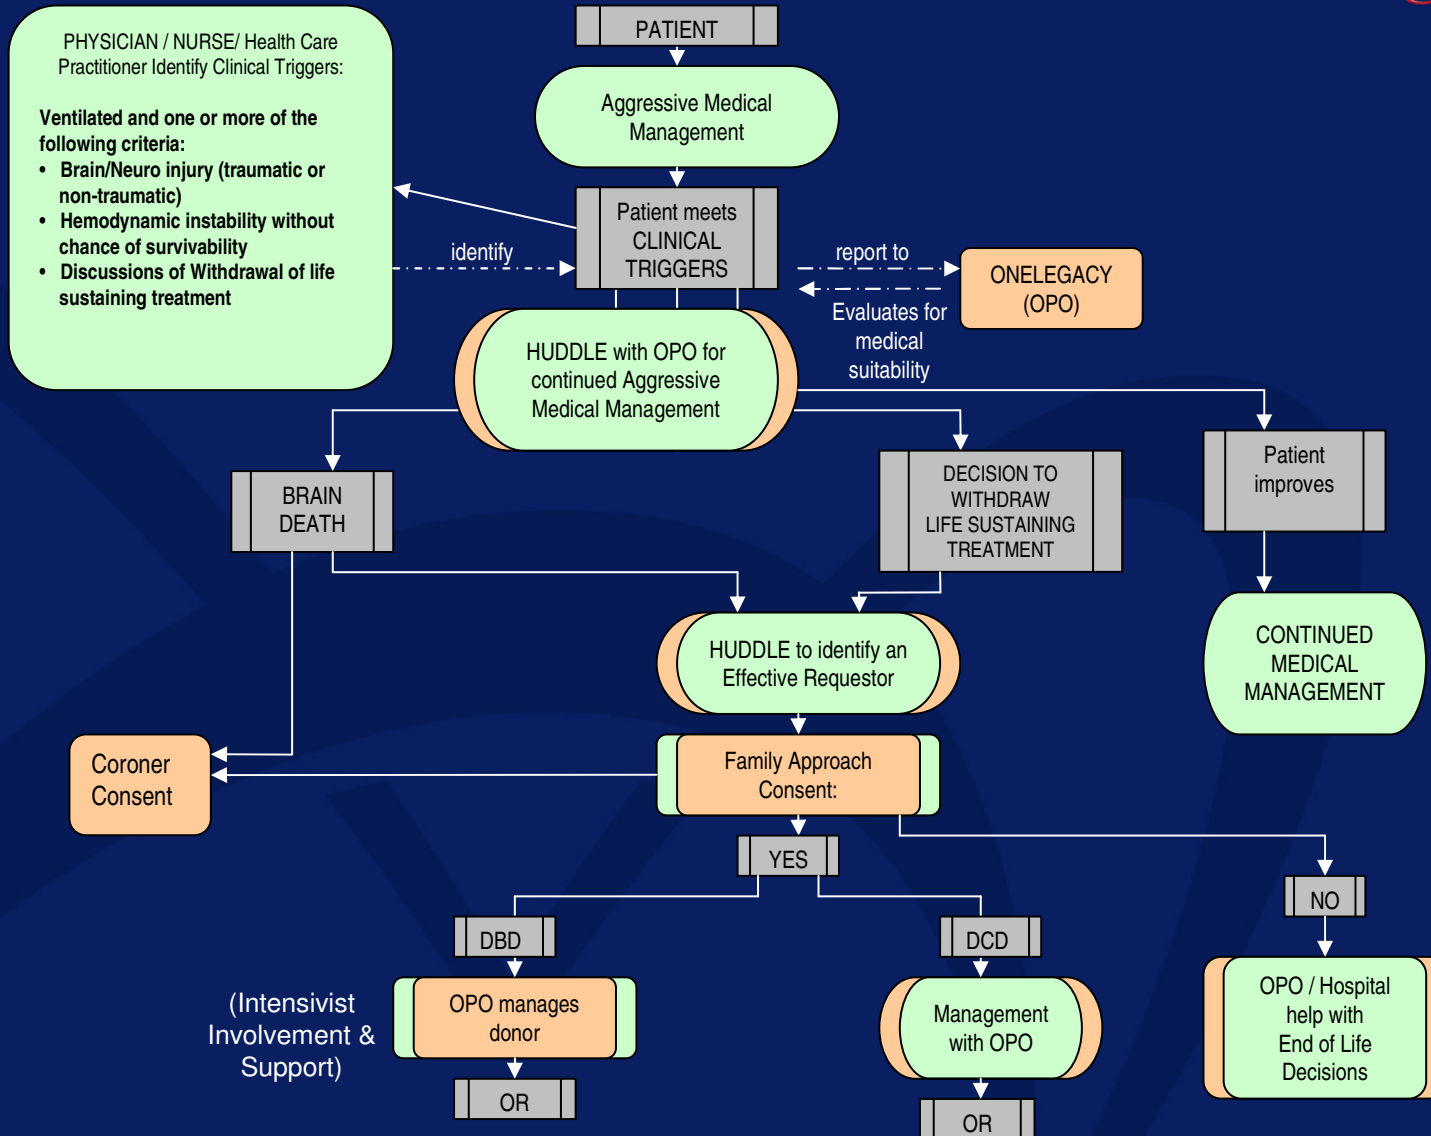 PHYSICIAN / NURSE/ Health Care
Practitioner Identify Clinical Triggers:
Ventilated and one or more of the
following criteria:
• Brain/Neuro injury (traumatic or
non-traumatic)
• Hemodynamic instability without
chance of survivability
• Discussions of Withdrawal of life
sustaining treatment
PATIENT
Aggressive Medical
Management
Patient meets
CLINICAL
TRIGGERS
identify
report to
ONELEGACY
(OPO)
Evaluates for
medical
suitability
HUDDLE with OPO for
continued Aggressive
Medical Management
BRAIN
DEATH
DECISION TO
WITHDRAW
LIFE SUSTAINING
TREATMENT
Patient
improves
CONTINUED
MEDICAL
MANAGEMENT
HUDDLE to identify an
Effective Requestor
Coroner
Consent
Family Approach
Consent:
YES
NO
DBD
DCD
(Intensivist
Involvement &
Support)
OPO manages
donor
Management
with OPO
OPO / Hospital
help with
End of Life
Decisions
OR
OR